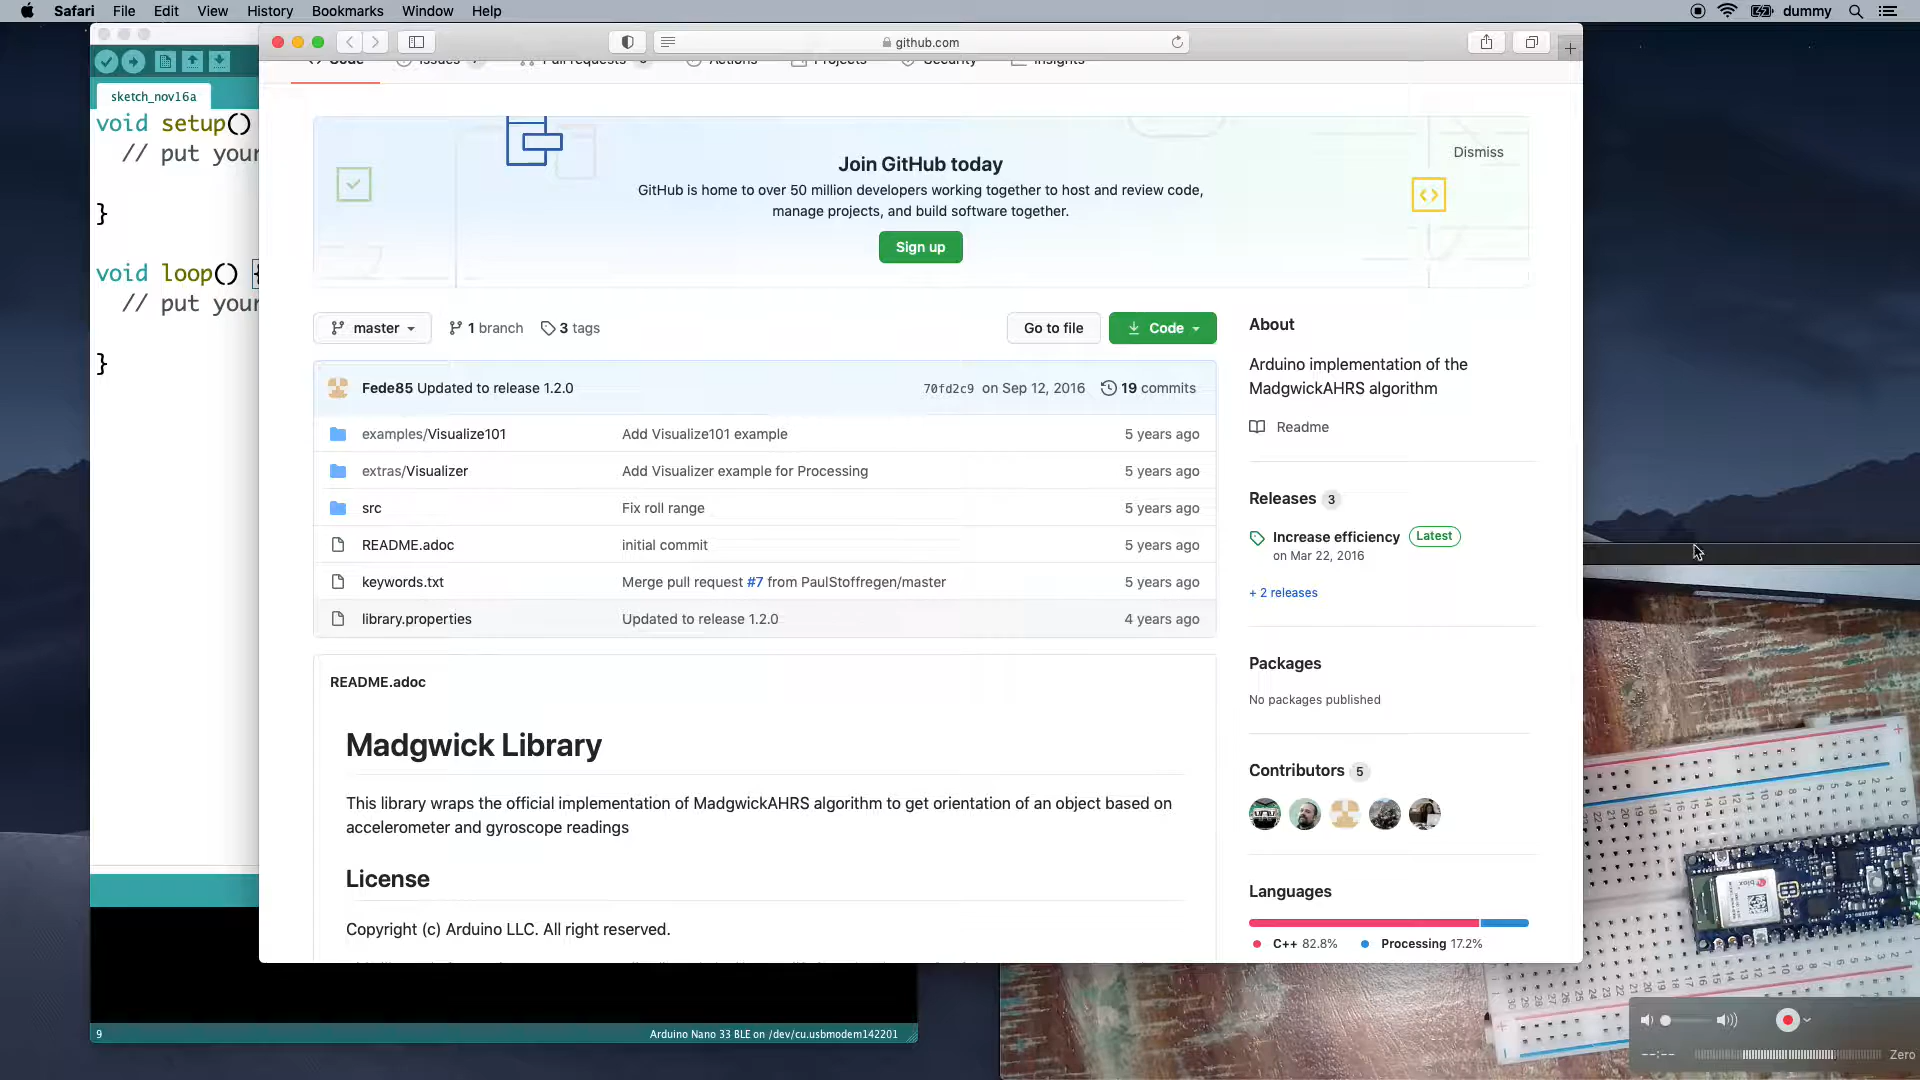 Safari File Edit View History Bookmarks Window Help
dummy
github.com
Code Issues Pull requests Actions Projects Security Insights
sketch_nov16a
void setup()
// put your
}
void loop() {
// put your
}
Join GitHub today
Dismiss
GitHub is home to over 50 million developers working together to host and review code,
manage projects, and build software together.
Sign up
master
1 branch
3 tags
Go to file
Code
Fede85 Updated to release 1.2.0
70fd2c9 on Sep 12, 2016
19 commits
examples/Visualize101 Add Visualize101 example 5 years ago
extras/Visualizer Add Visualizer example for Processing 5 years ago
src Fix roll range 5 years ago
README.adoc initial commit 5 years ago
keywords.txt Merge pull request #7 from PaulStoffregen/master 5 years ago
library.properties Updated to release 1.2.0 4 years ago
README.adoc
Madgwick Library
This library wraps the official implementation of MadgwickAHRS algorithm to get orientation of an object based on
accelerometer and gyroscope readings
License
Copyright (c) Arduino LLC. All right reserved.
About
Arduino implementation of the
MadgwickAHRS algorithm
Readme
Releases 3
Increase efficiency Latest
on Mar 22, 2016
+ 2 releases
Packages
No packages published
Contributors 5
Languages
C++ 82.8% Processing 17.2%
9
Arduino Nano 33 BLE on /dev/cu.usbmodem142201
--:--
Zero